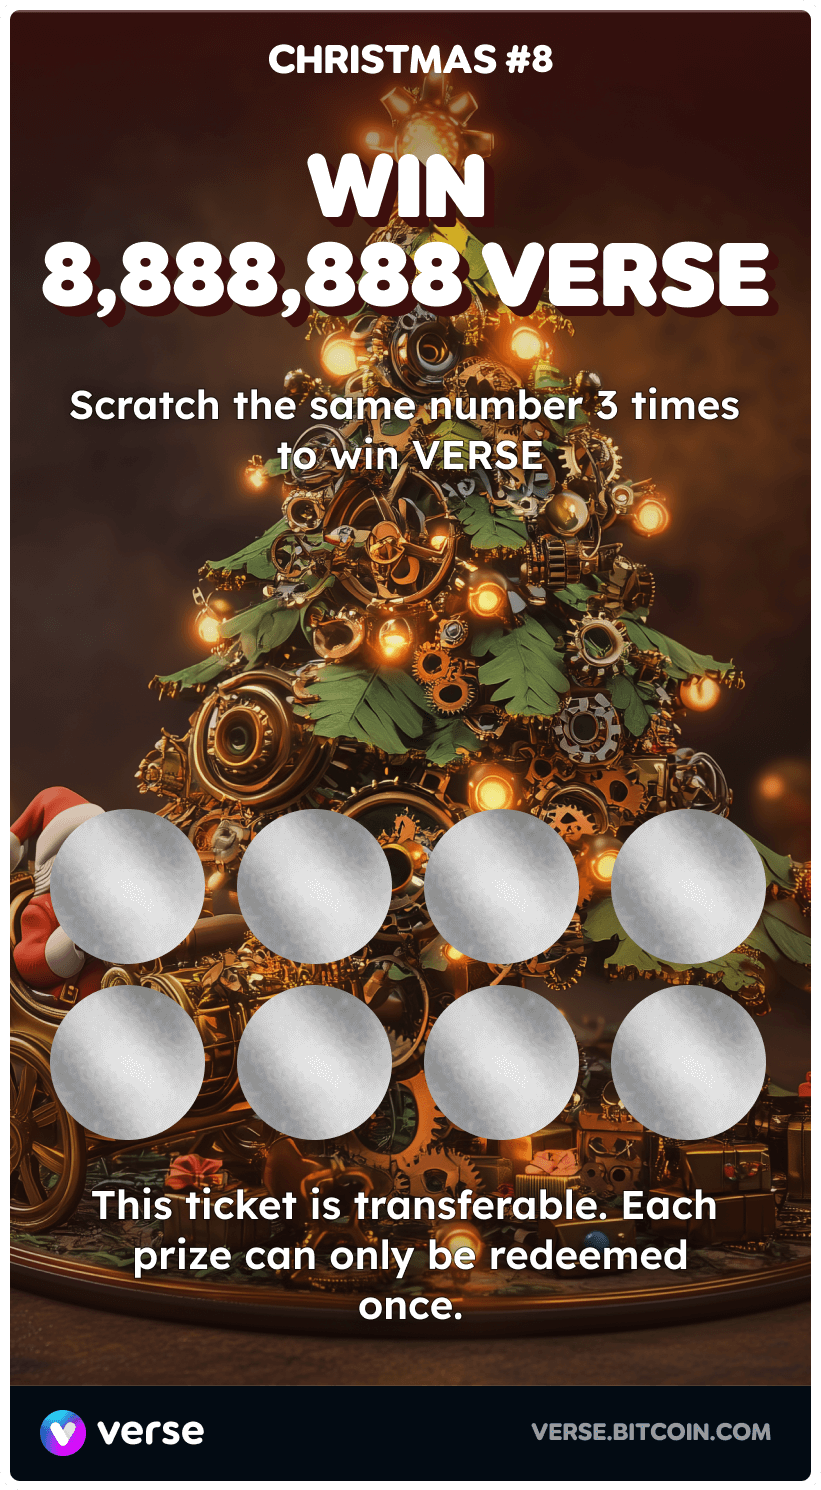 CHRISTMAS #8
WIN
8,888,888 VERSE
Scratch the same number 3 times
to win VERSE
This ticket is transferable. Each
prize can only be redeemed
once.
verse
VERSE.BITCOIN.COM